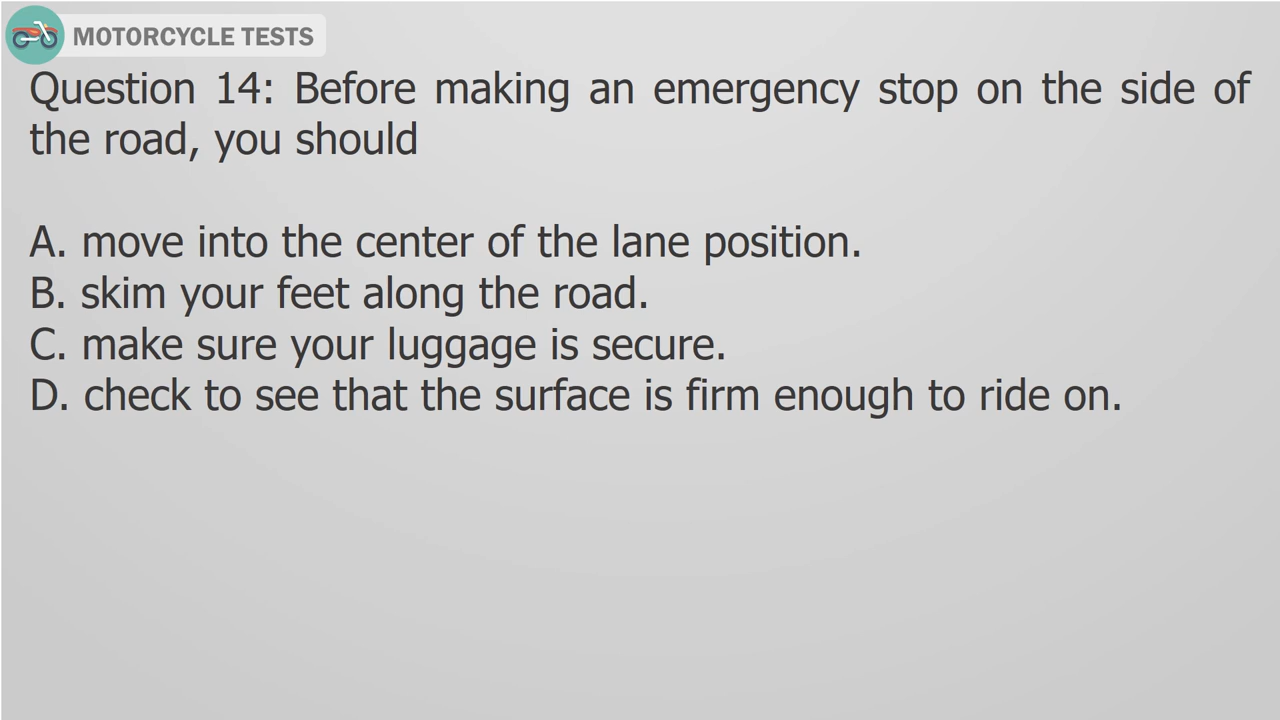 MOTORCYCLE TESTS
Question 14: Before making an emergency stop on the side of
the road, you should
A. move into the center of the lane position.
B. skim your feet along the road.
C. make sure your luggage is secure.
D. check to see that the surface is firm enough to ride on.